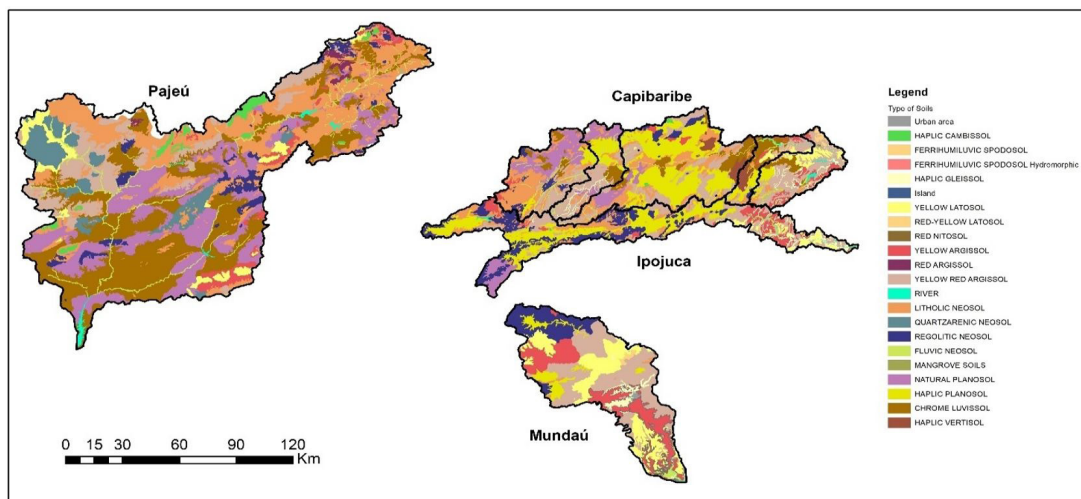 Pajeú
Capibaribe
Ipojuca
Mundaú
0 15 30 60 90 120
Km
Legend
Type of Soils
Urban area
HAPLIC CAMBISSOL
FERRIHUMILUVIC SPODOSOL
FERRIHUMILUVIC SPODOSOL Hydromorphic
HAPLIC GLEISSOL
Island
YELLOW LATOSOL
RED-YELLOW LATOSOL
RED NITOSOL
YELLOW ARGISSOL
RED ARGISSOL
YELLOW RED ARGISSOL
RIVER
LITHOLIC NEOSOL
QUARTZARENIC NEOSOL
REGOLITIC NEOSOL
FLUVIC NEOSOL
MANGROVE SOILS
NATURAL PLANOSOL
HAPLIC PLANOSOL
CHROME LUVISSOL
HAPLIC VERTISOL